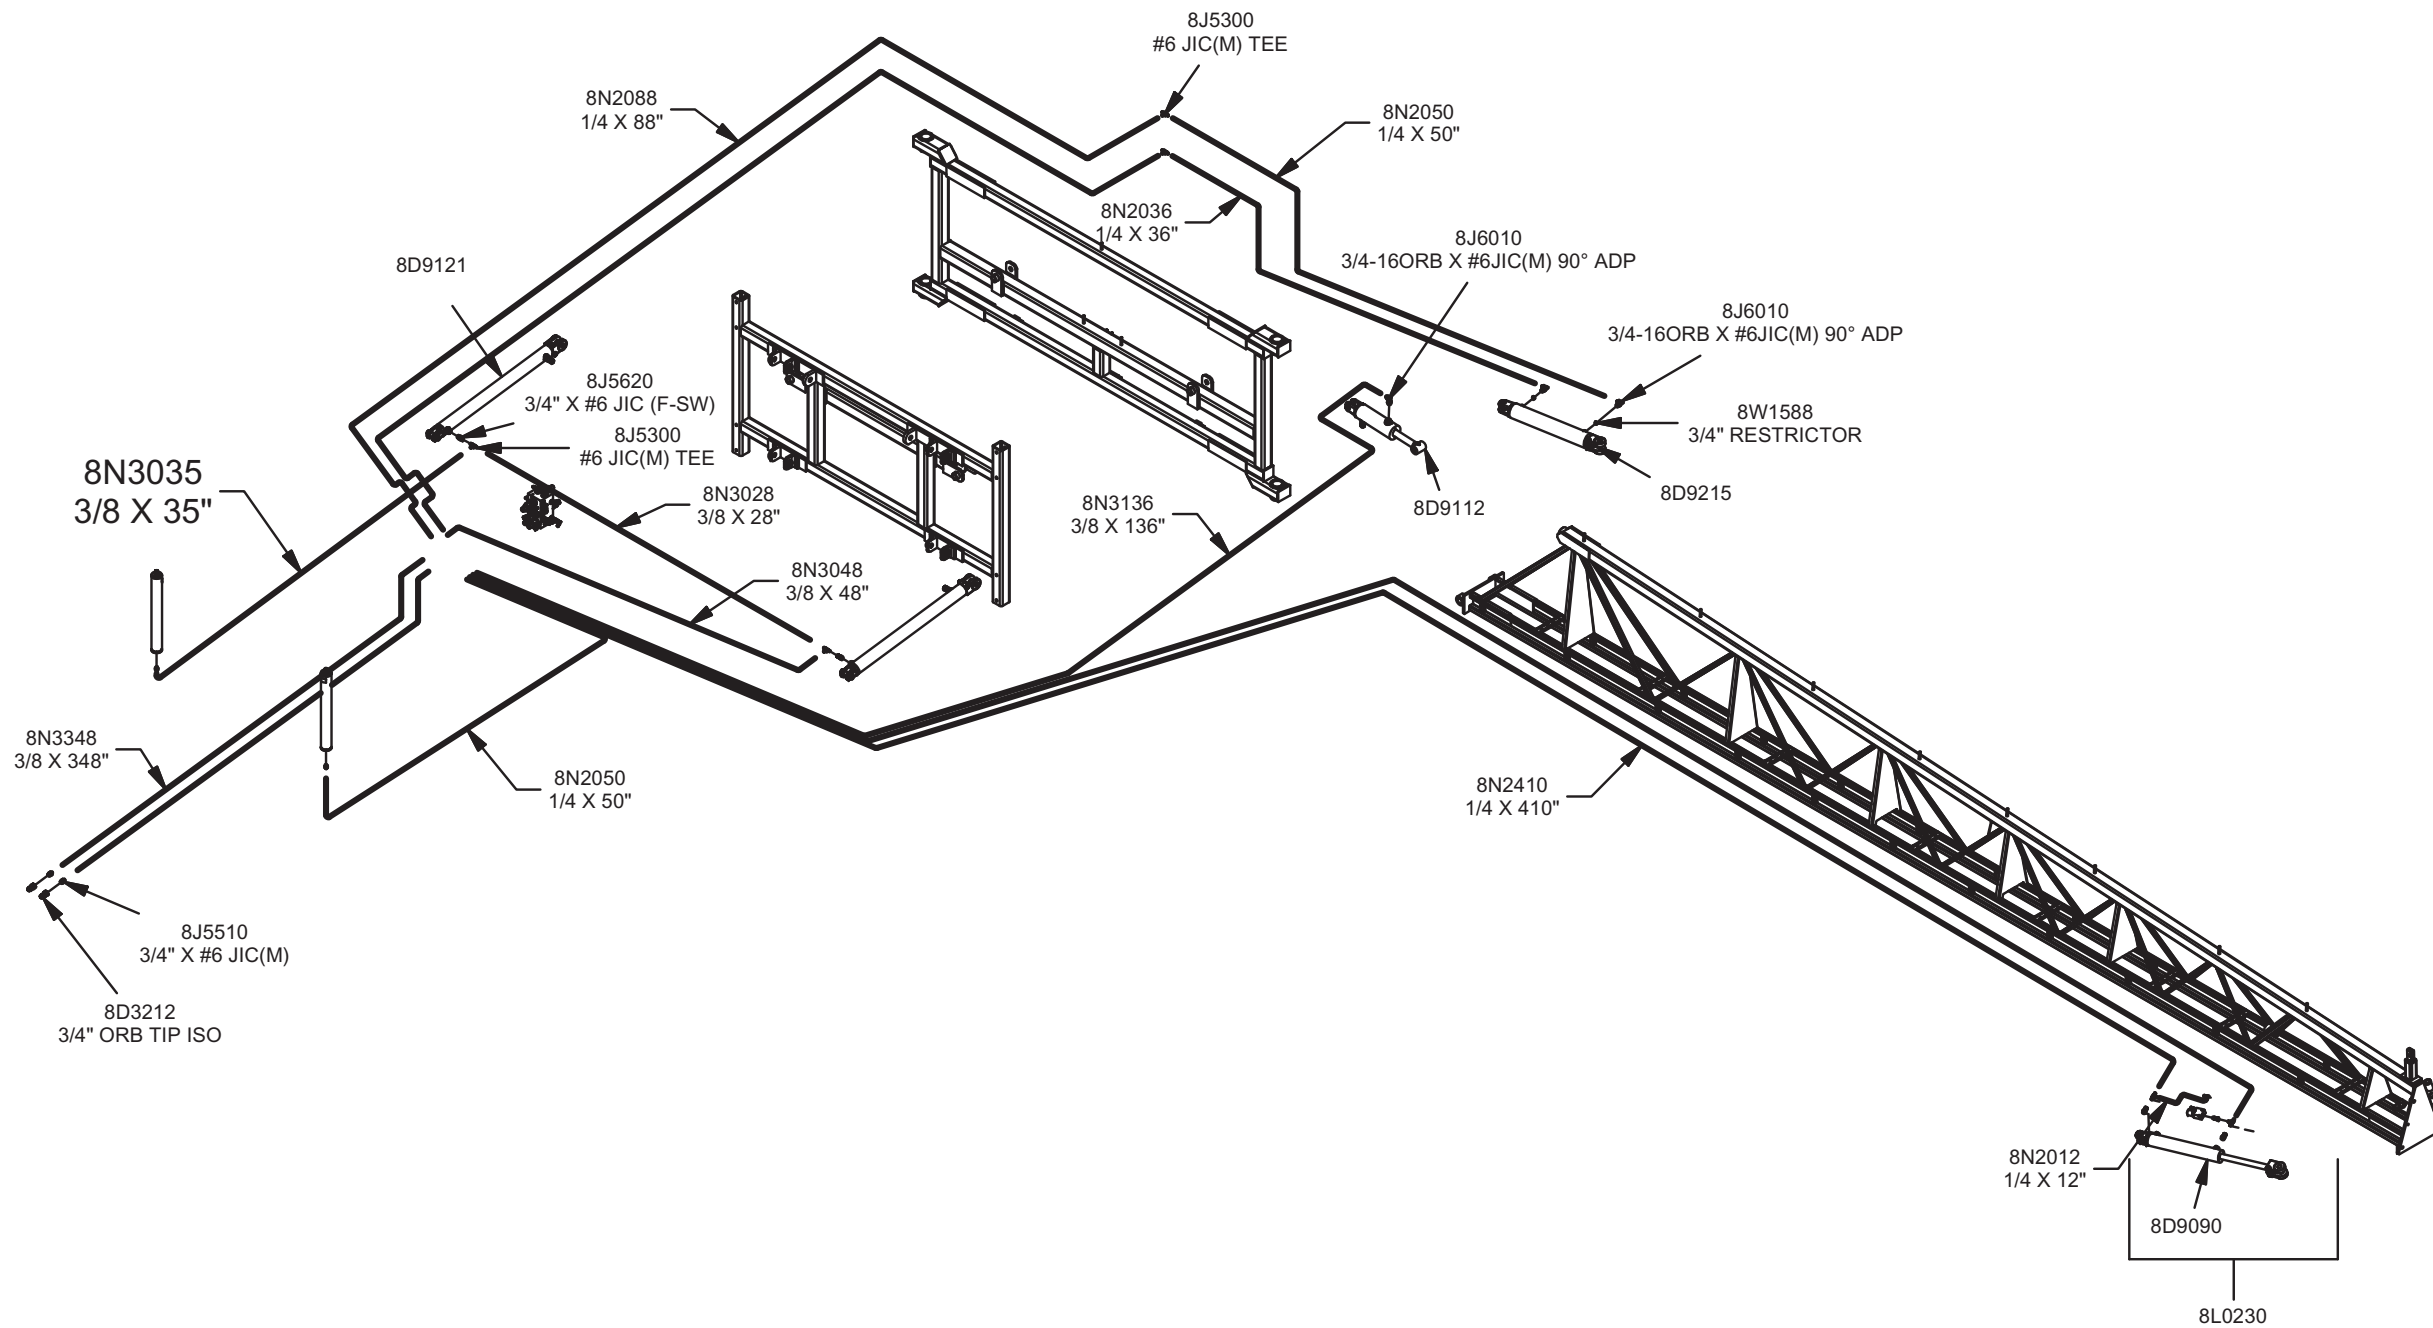 8J5300
#6 JIC(M) TEE
8N2088
1/4 X 88"
8N2050
1/4 X 50"
8N2036
1/4 X 36"
8J6010
3/4-16ORB X #6JIC(M) 90° ADP
8D9121
8J6010
3/4-16ORB X #6JIC(M) 90° ADP
8J5620
3/4" X #6 JIC (F-SW)
8J5300
#6 JIC(M) TEE
8W1588
3/4" RESTRICTOR
8N3035
3/8 X 35"
8N3028
3/8 X 28"
8N3136
3/8 X 136"
8D9112
8D9215
8N3048
3/8 X 48"
8N3348
3/8 X 348"
8N2050
1/4 X 50"
8N2410
1/4 X 410"
8J5510
3/4" X #6 JIC(M)
8D3212
3/4" ORB TIP ISO
8N2012
1/4 X 12"
8D9090
8L0230